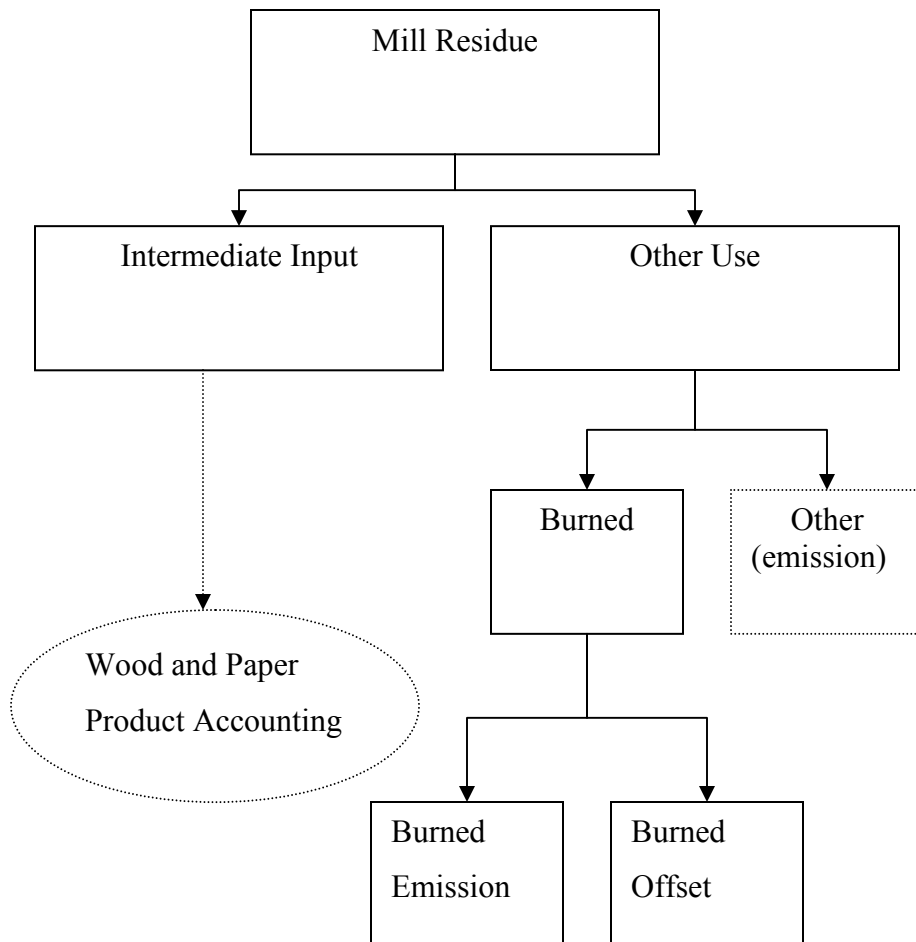 Mill Residue
Intermediate Input
Other Use
Burned
Other
(emission)
Wood and Paper
Product Accounting
Burned
Emission
Burned
Offset